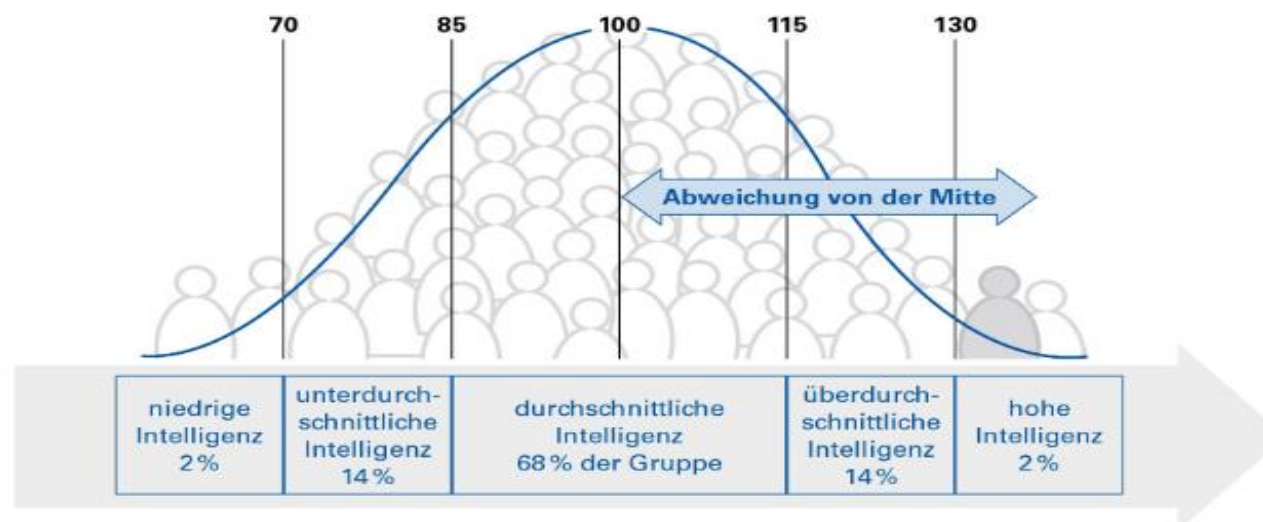 70 85 100 115 130
Abweichung von der Mitte
niedrige
Intelligenz
2 %
unterdurch-
schnittliche
Intelligenz
14 %
durchschnittliche
Intelligenz
68 % der Gruppe
überdurch-
schnittliche
Intelligenz
14 %
hohe
Intelligenz
2 %